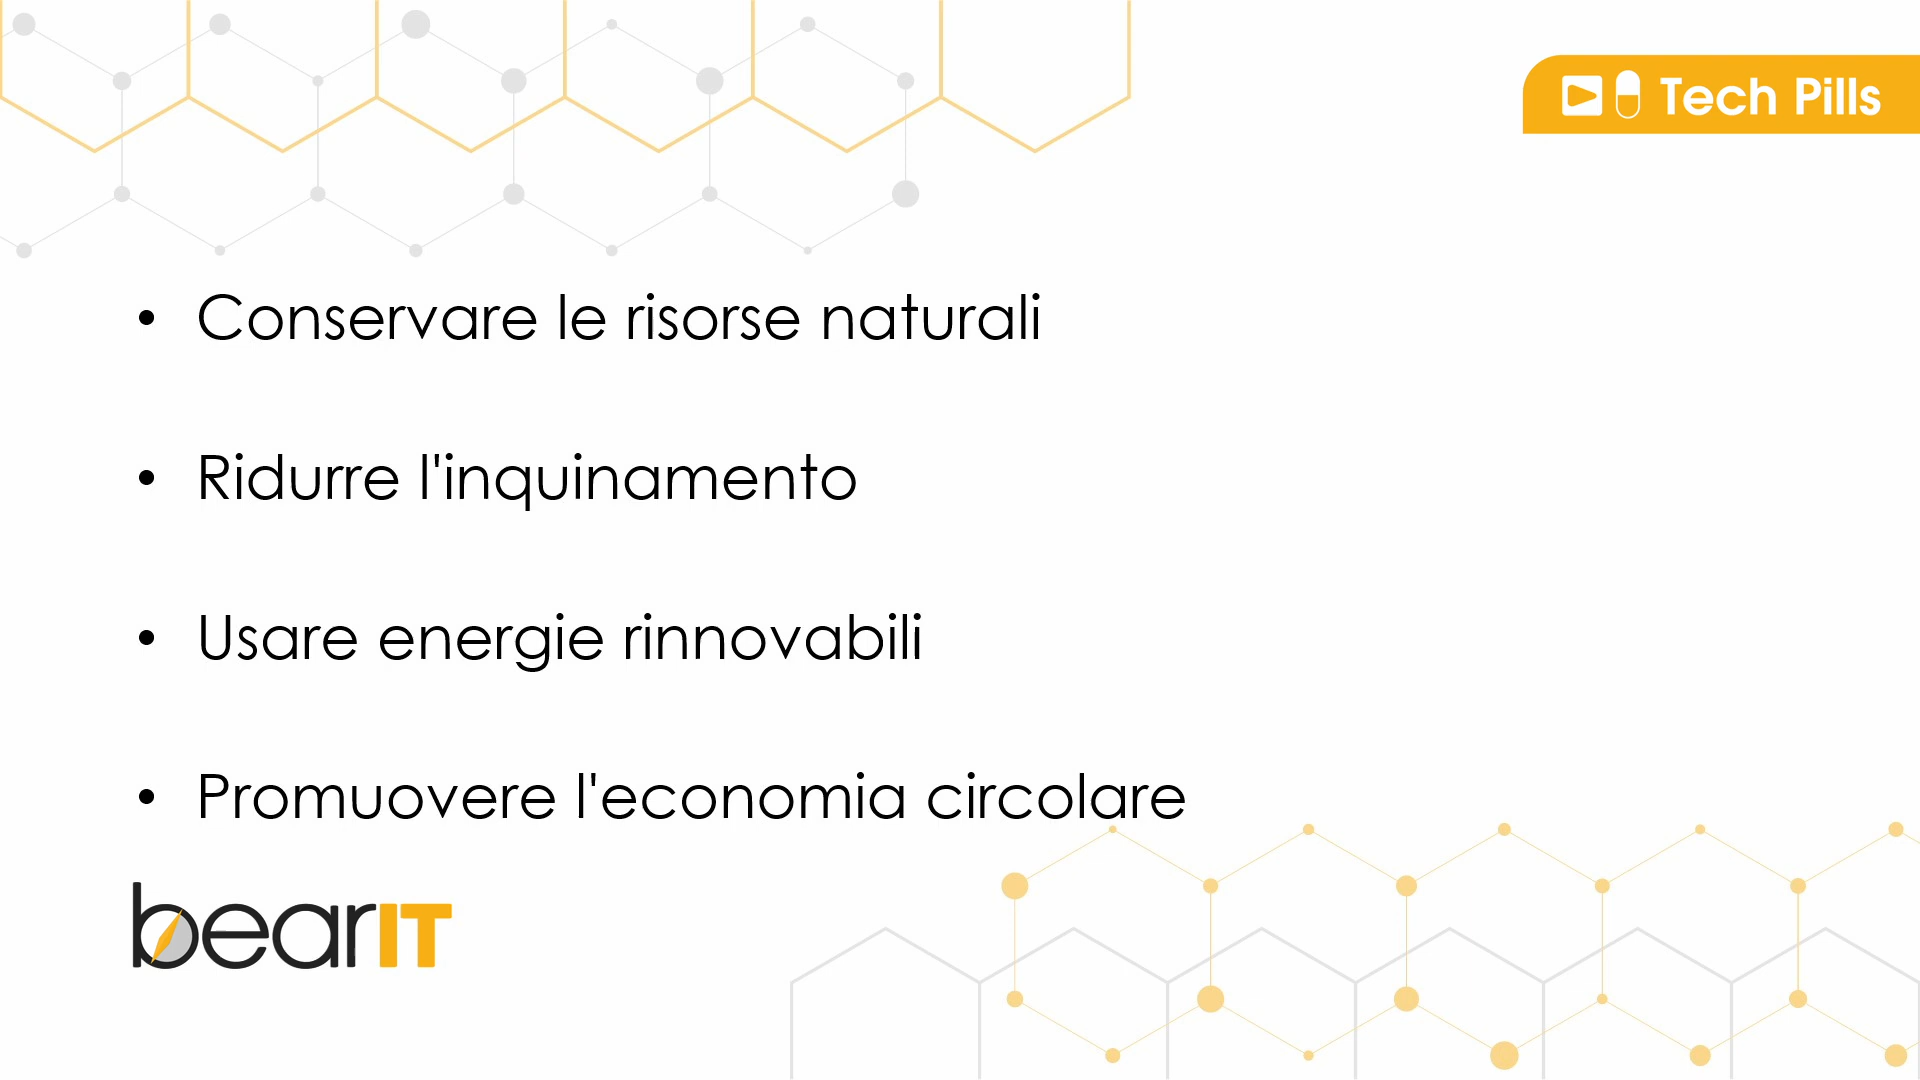 Tech Pills
• Conservare le risorse naturali
• Ridurre l'inquinamento
• Usare energie rinnovabili
• Promuovere l'economia circolare
bearIT